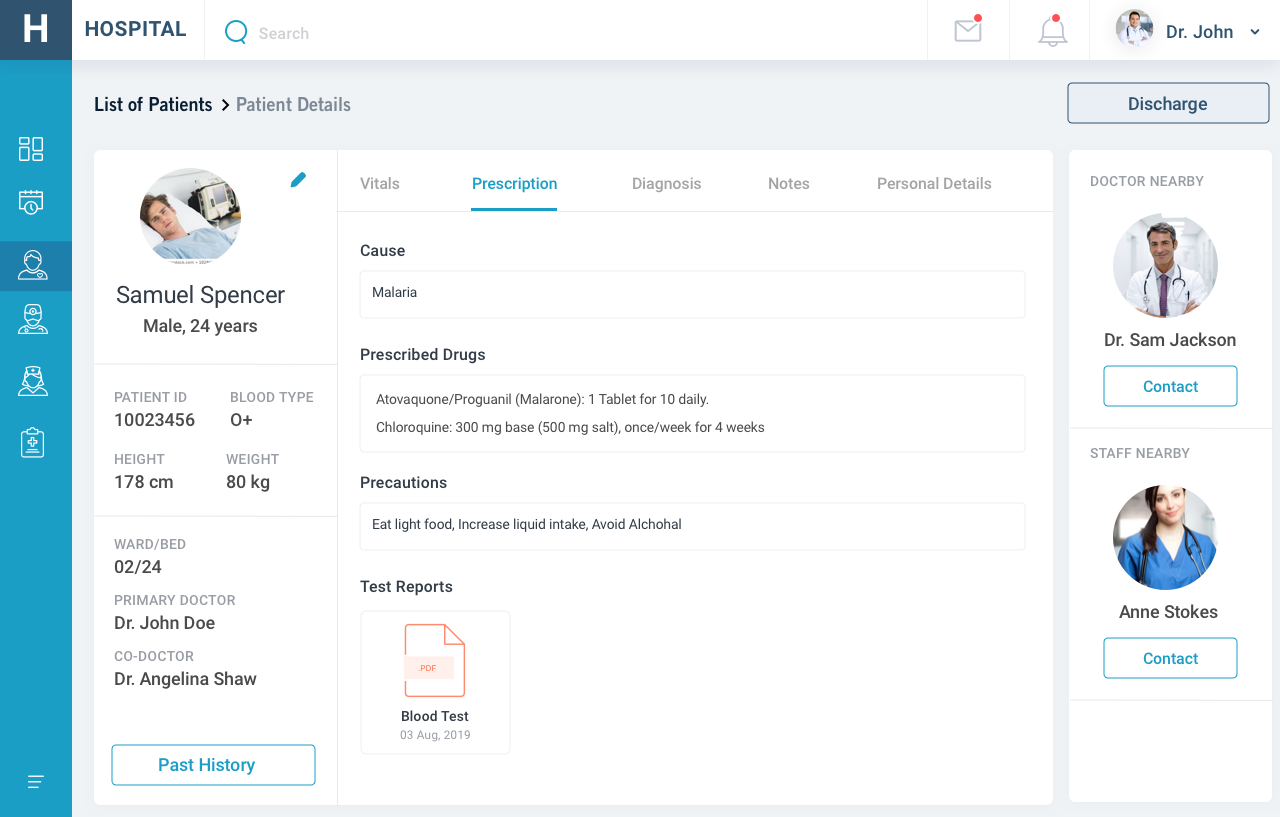 H
HOSPITAL
Search
Dr. John
List of Patients > Patient Details
Discharge
Samuel Spencer
Male, 24 years
PATIENT ID BLOOD TYPE
10023456 O+
HEIGHT WEIGHT
178 cm 80 kg
WARD/BED
02/24
PRIMARY DOCTOR
Dr. John Doe
CO-DOCTOR
Dr. Angelina Shaw
Past History
Vitals Prescription Diagnosis Notes Personal Details
Cause
Malaria
Prescribed Drugs
Atovaquone/Proguanil (Malarone): 1 Tablet for 10 daily.
Chloroquine: 300 mg base (500 mg salt), once/week for 4 weeks
Precautions
Eat light food, Increase liquid intake, Avoid Alchohal
Test Reports
.PDF
Blood Test
03 Aug, 2019
DOCTOR NEARBY
Dr. Sam Jackson
Contact
STAFF NEARBY
Anne Stokes
Contact